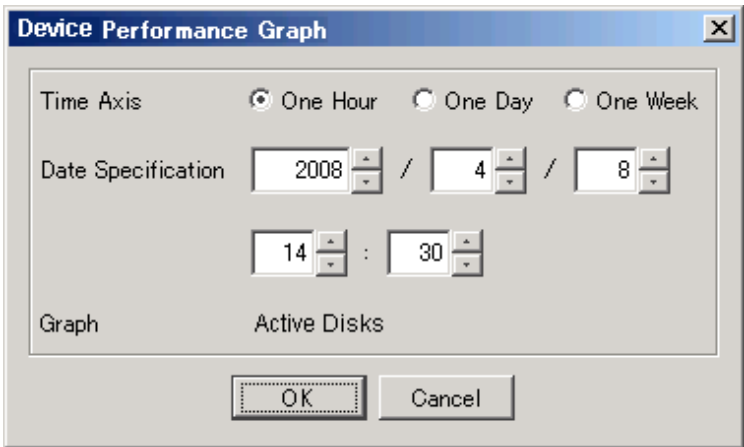 Device Performance Graph
Time Axis One Hour One Day One Week
Date Specification 2008 / 4 / 8
14 : 30
Graph Active Disks
OK Cancel